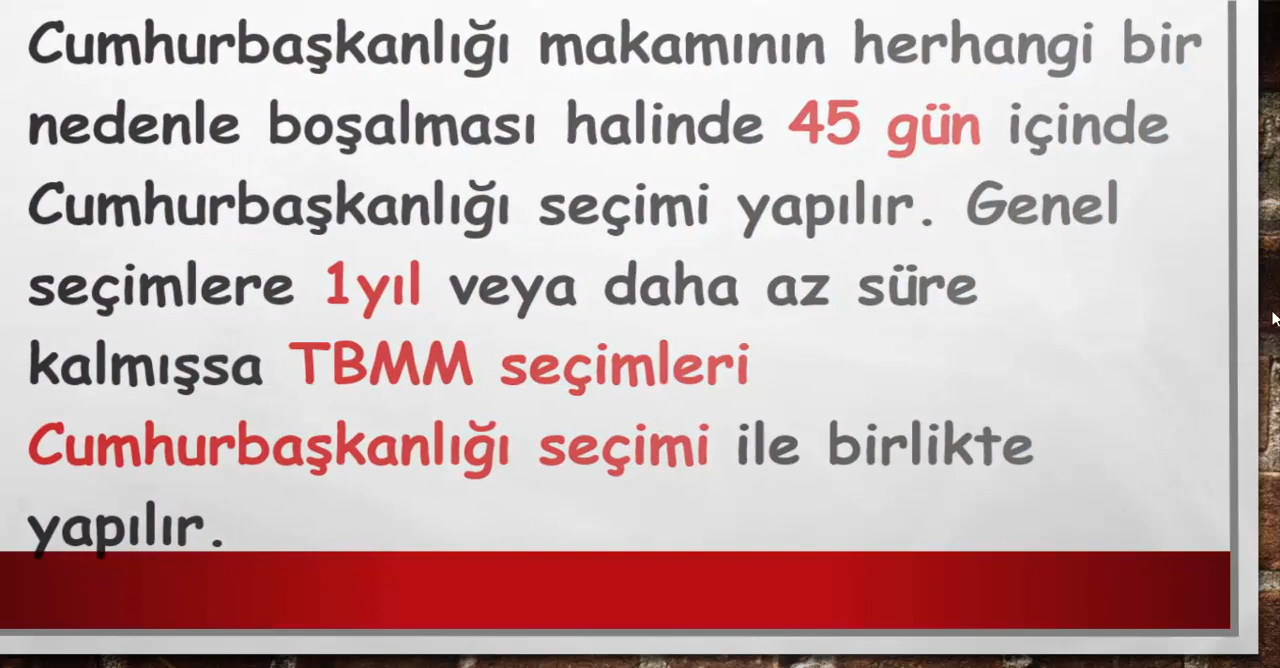 Cumhurbaşkanlığı makamının herhangi bir
nedenle boşalması halinde 45 gün içinde
Cumhurbaşkanlığı seçimi yapılır. Genel
seçimlere 1yıl veya daha az süre
kalmışsa TBMM seçimleri
Cumhurbaşkanlığı seçimi ile birlikte
yapılır.